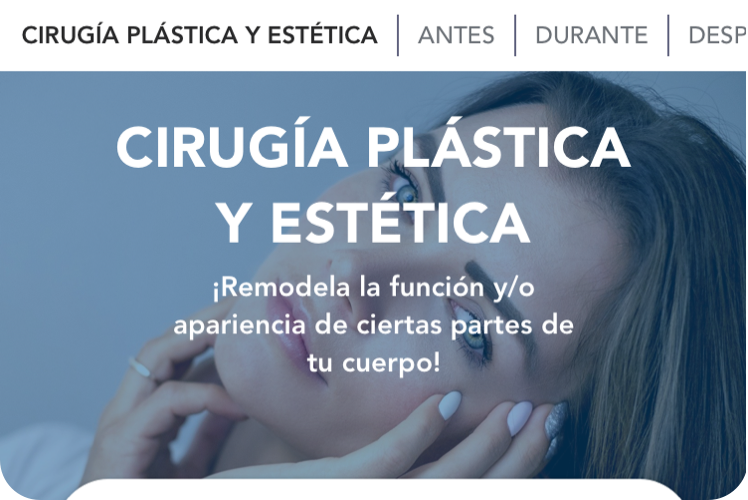 CIRUGÍA PLÁSTICA Y ESTÉTICA | ANTES | DURANTE | DESP
CIRUGÍA PLÁSTICA
Y ESTÉTICA
¡Remodela la función y/o
apariencia de ciertas partes de
tu cuerpo!